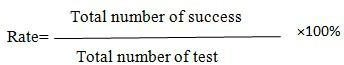 Total number of success
Rate= ×100%
Total number of test